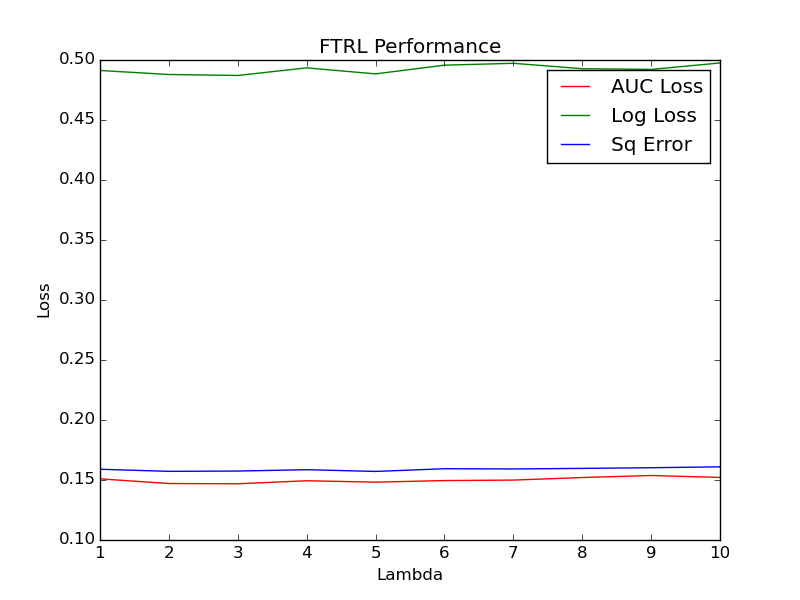 FTRL Performance
0.50
0.45
0.40
0.35
0.30
0.25
0.20
0.15
0.10
Loss
AUC Loss
Log Loss
Sq Error
1 2 3 4 5 6 7 8 9 10
Lambda